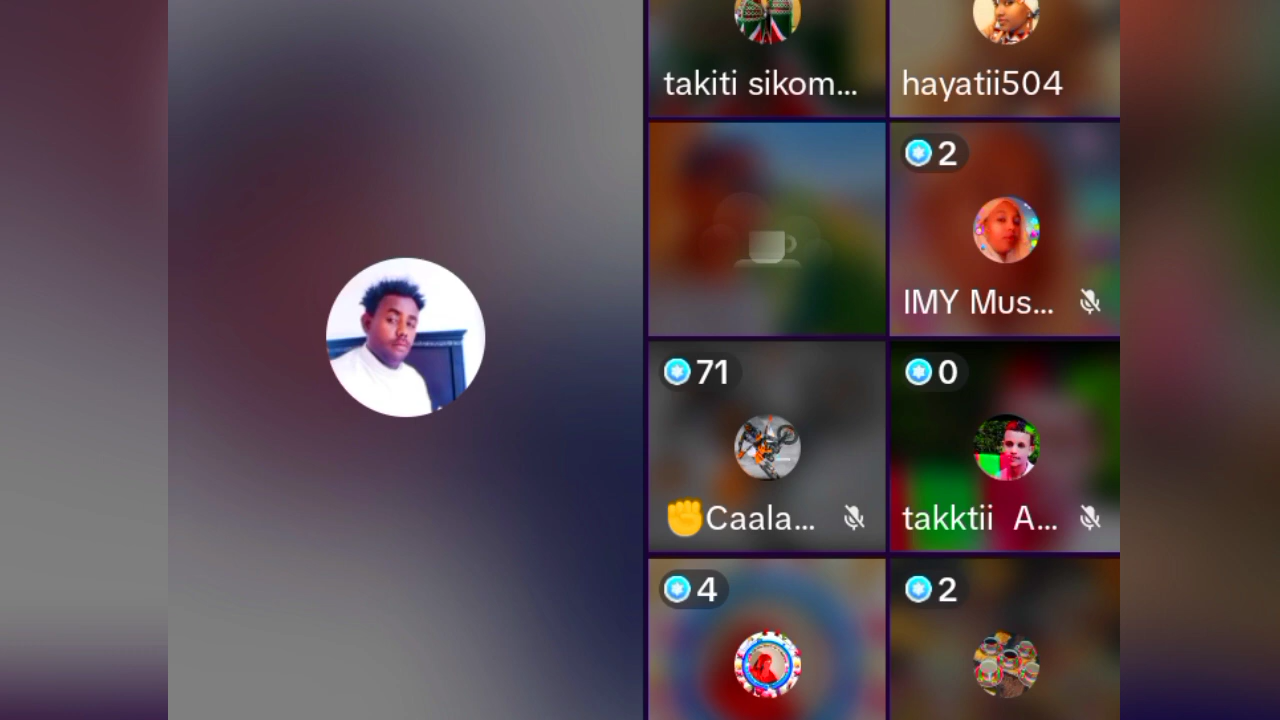 takiti sikom...
hayatii504
2
IMY Mus...
71
0
✊Caala...
takktii A...
4
2